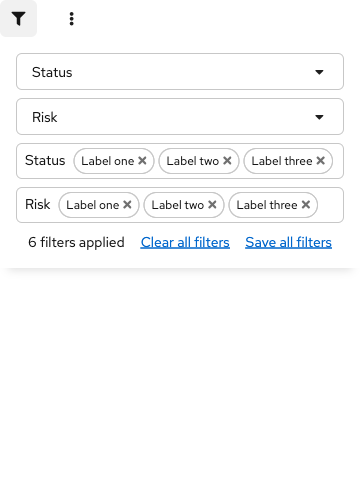 Status
Risk
Status Label one Label two Label three
Risk Label one Label two Label three
6 filters applied Clear all filters Save all filters